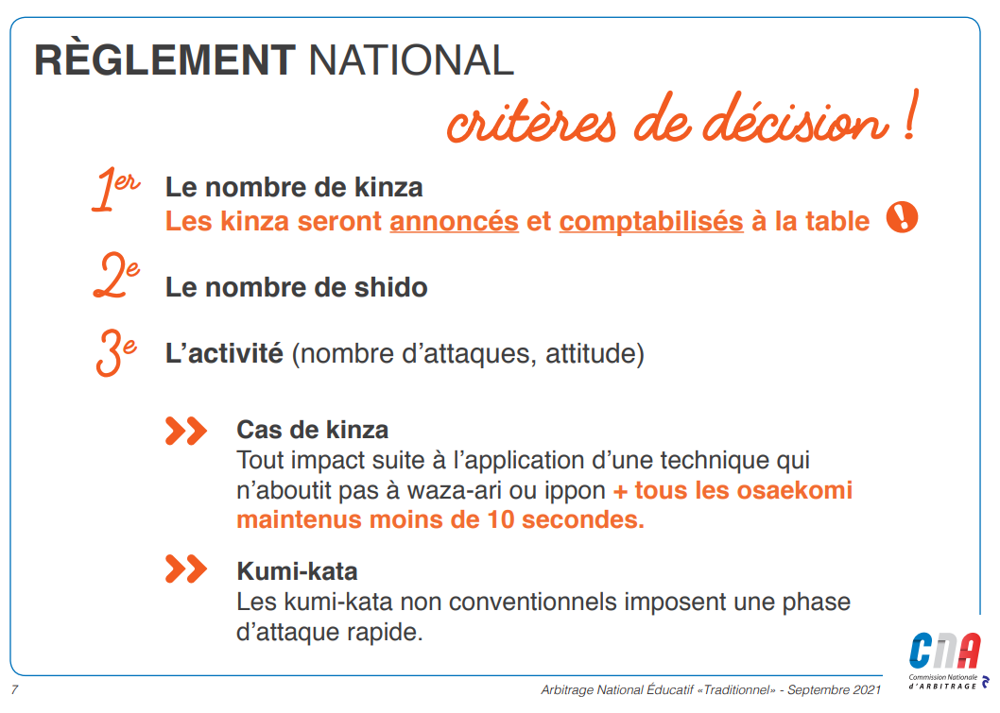 RÈGLEMENT NATIONAL
critères de décision !
1er Le nombre de kinza
Les kinza seront annoncés et comptabilisés à la table !
2e Le nombre de shido
3e L'activité (nombre d'attaques, attitude)
Cas de kinza
Tout impact suite à l'application d'une technique qui
n'aboutit pas à waza-ari ou ippon + tous les osaekomi
maintenus moins de 10 secondes.
Kumi-kata
Les kumi-kata non conventionnels imposent une phase
d'attaque rapide.
CNA
Commission Nationale
d'ARBITRAGE
7
Arbitrage National Éducatif «Traditionnel» - Septembre 2021